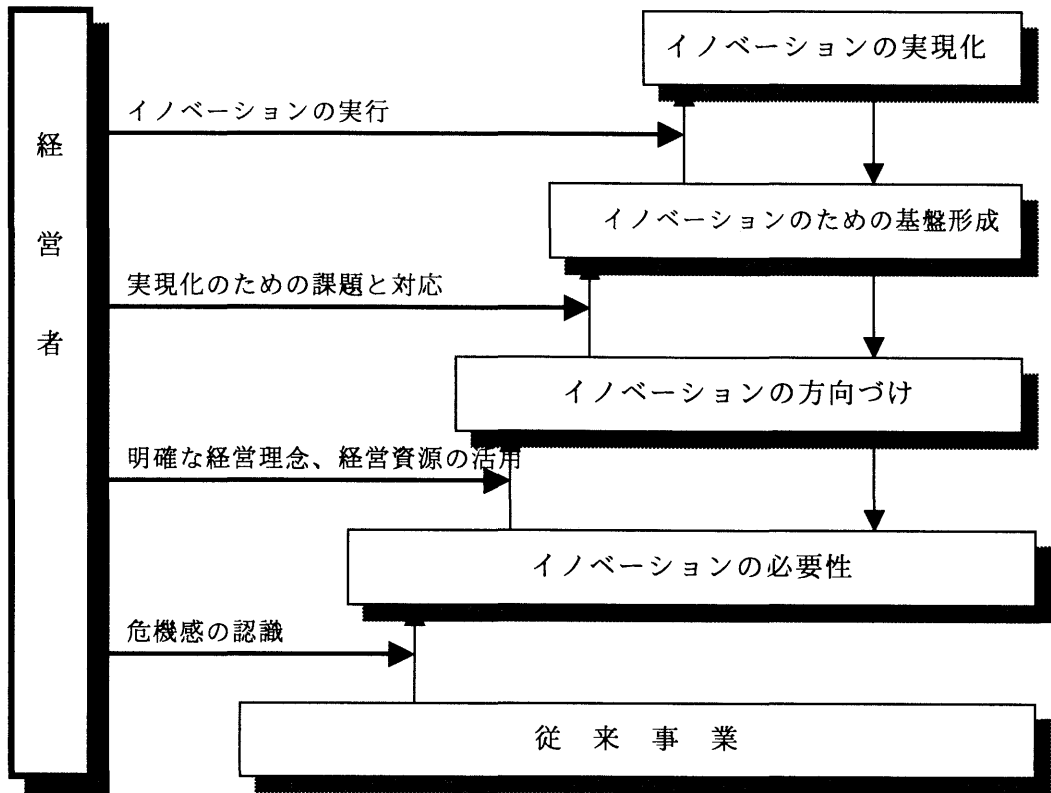 経営者
イノベーションの実現化
イノベーションの実行
イノベーションのための基盤形成
実現化のための課題と対応
イノベーションの方向づけ
明確な経営理念、経営資源の活用
イノベーションの必要性
危機感の認識
従来事業